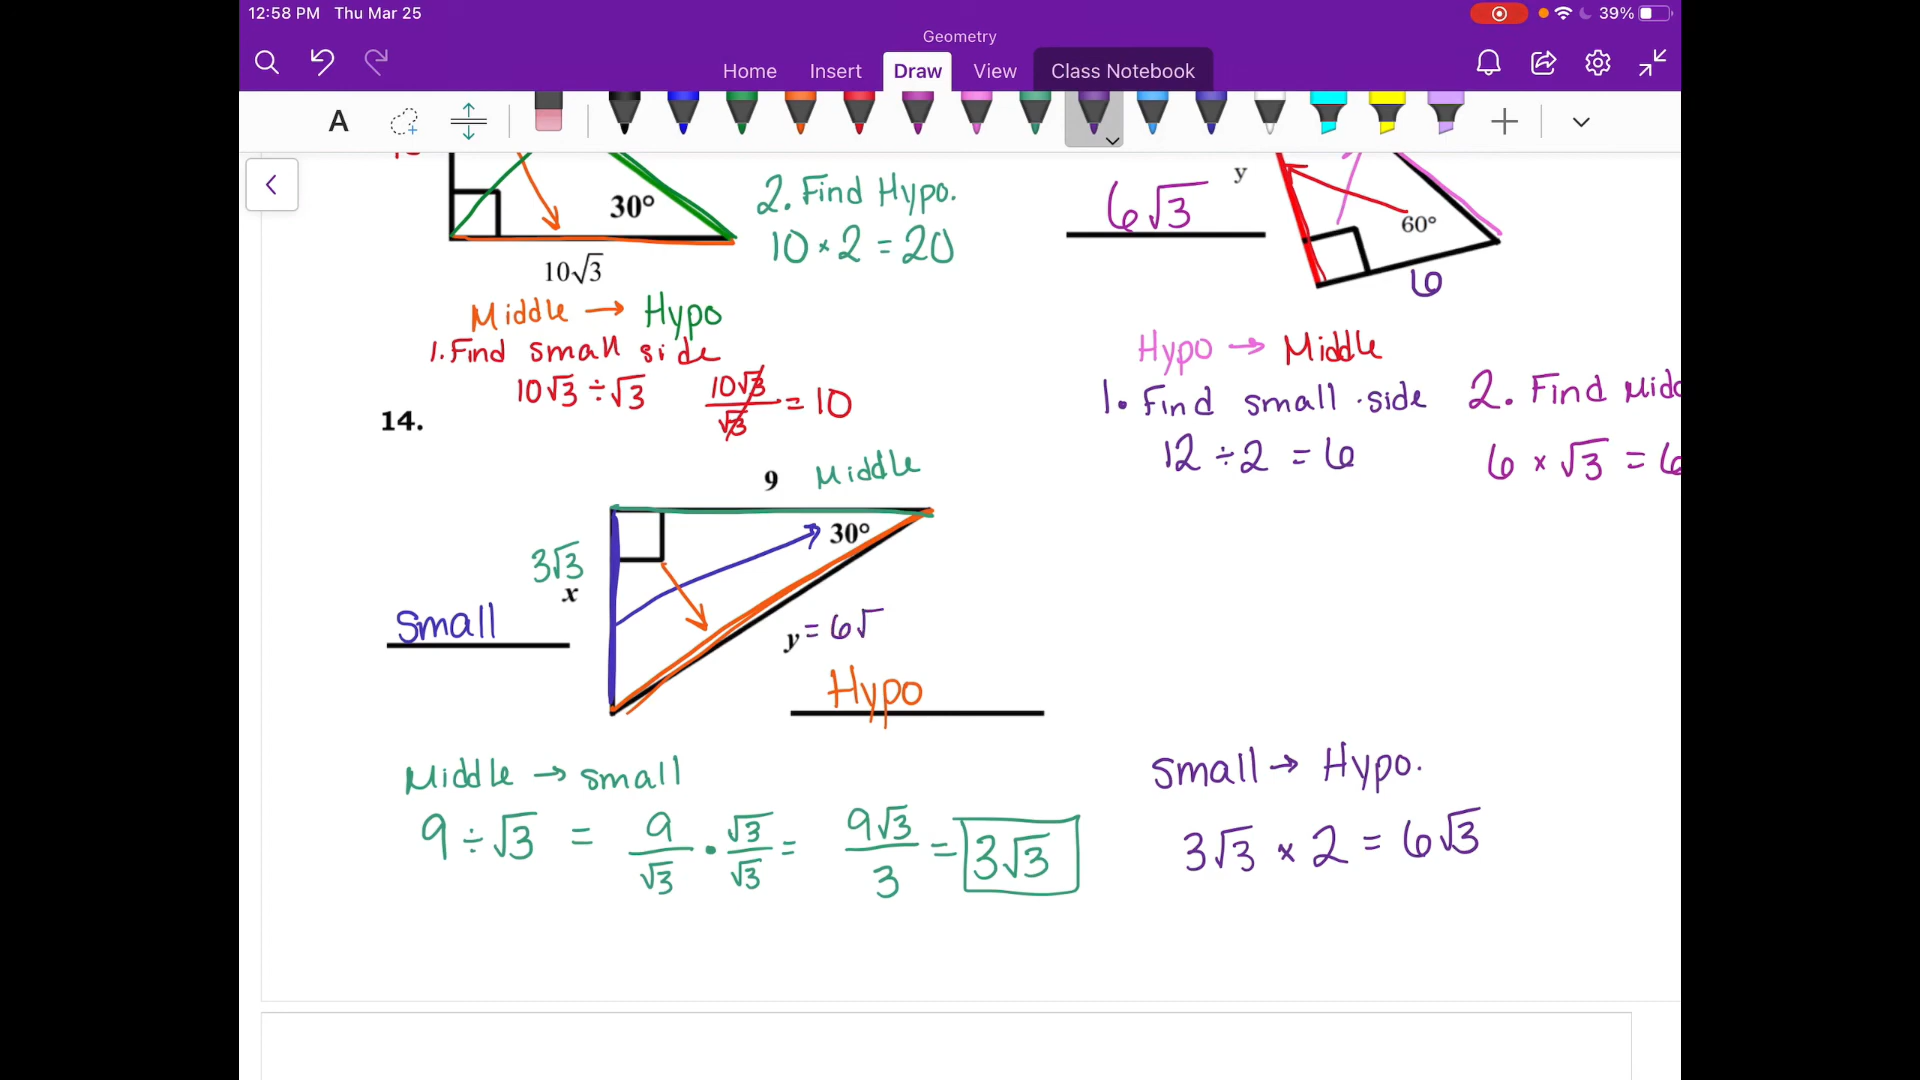 12:58 PM Thu Mar 25
39%
Geometry
Home Insert Draw View Class Notebook
A
30°
10√3
2. Find Hypo.
10 × 2 = 20
Middle → Hypo
1. Find small side
10√3 ÷ √3 10√3/√3 = 10
6√3
y
60°
6
Hypo → Middle
1. Find small side
12 ÷ 2 = 6
2. Find Midd
6 × √3 = 6
14.
9 Middle
30°
3√3
x
small
y = 6√
Hypo
Middle → small
9 ÷ √3 = 9/√3 • √3/√3 = 9√3/3 = 3√3
small → Hypo.
3√3 × 2 = 6√3